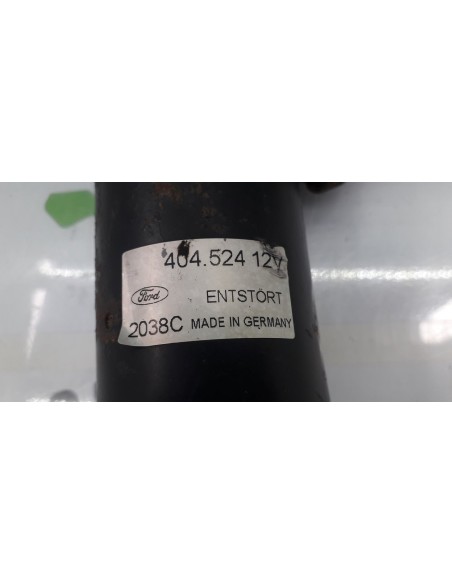 404.524 12V
Ford ENTSTÖRT
2038C MADE IN GERMANY